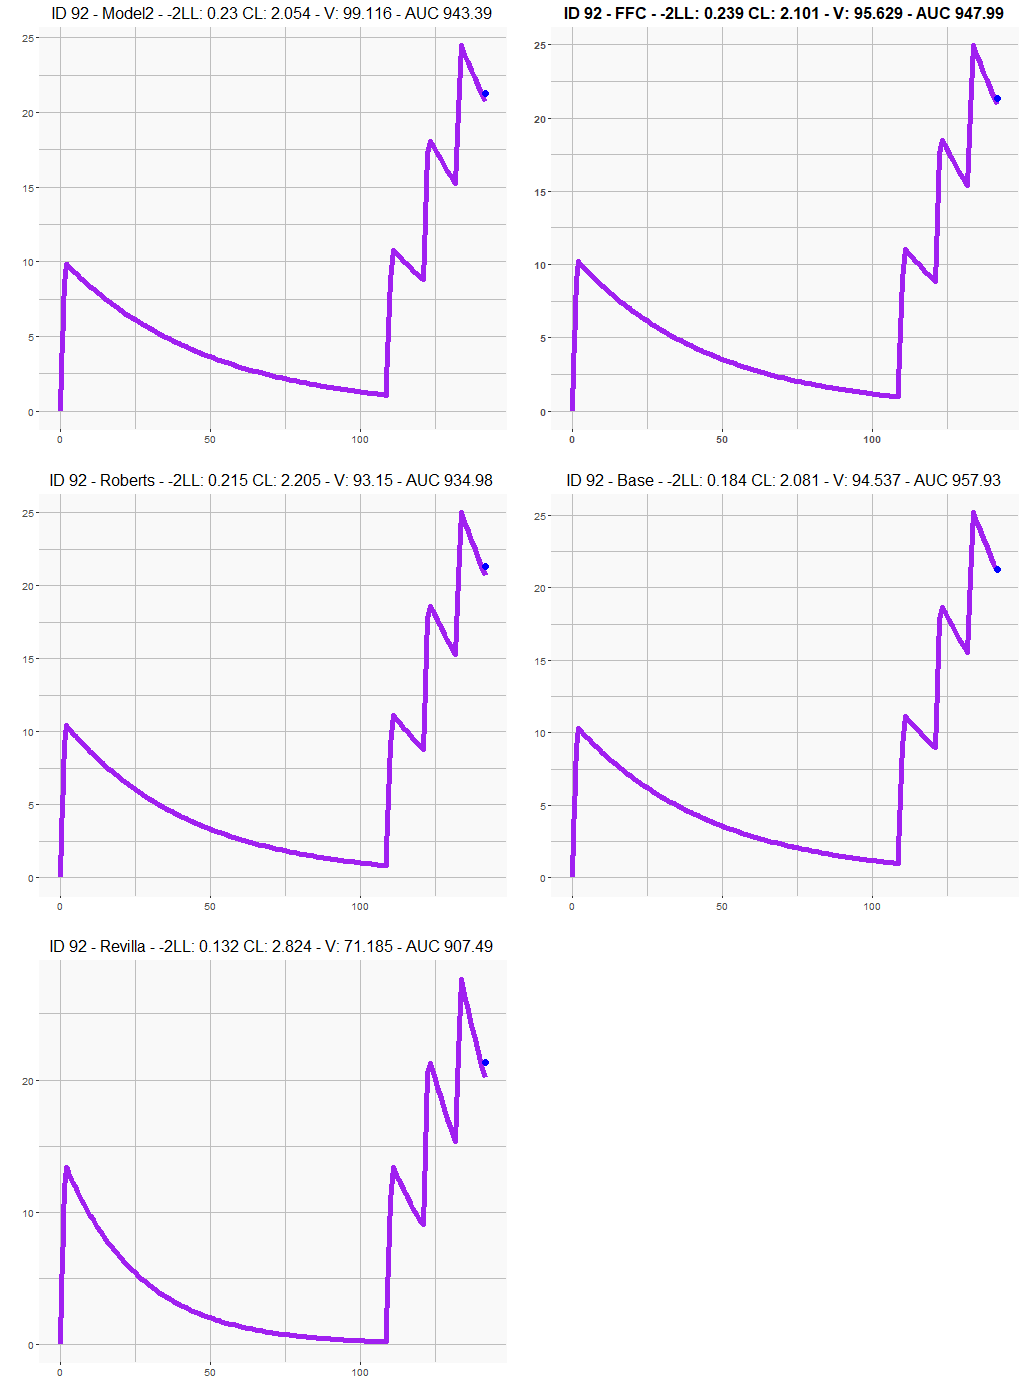 ID 92 - Model2 - -2LL: 0.23 CL: 2.054 - V: 99.116 - AUC 943.39
25
20
15
10
5
0
0 50 100
ID 92 - FFC - -2LL: 0.239 CL: 2.101 - V: 95.629 - AUC 947.99
25
20
15
10
5
0
0 50 100
ID 92 - Roberts - -2LL: 0.215 CL: 2.205 - V: 93.15 - AUC 934.98
25
20
15
10
5
0
0 50 100
ID 92 - Base - -2LL: 0.184 CL: 2.081 - V: 94.537 - AUC 957.93
25
20
15
10
5
0
0 50 100
ID 92 - Revilla - -2LL: 0.132 CL: 2.824 - V: 71.185 - AUC 907.49
20
10
0
0 50 100